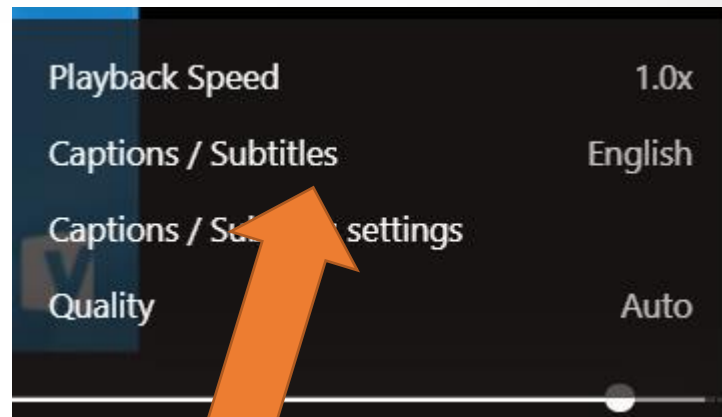 Playback Speed 1.0x
Captions / Subtitles English
Captions / settings
Quality Auto
V